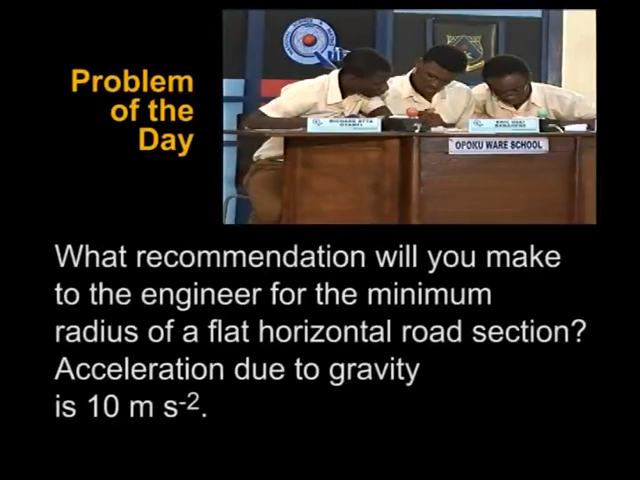 Problem
of the
Day
OPOKU WARE SCHOOL
What recommendation will you make
to the engineer for the minimum
radius of a flat horizontal road section?
Acceleration due to gravity
is 10 m s-2.